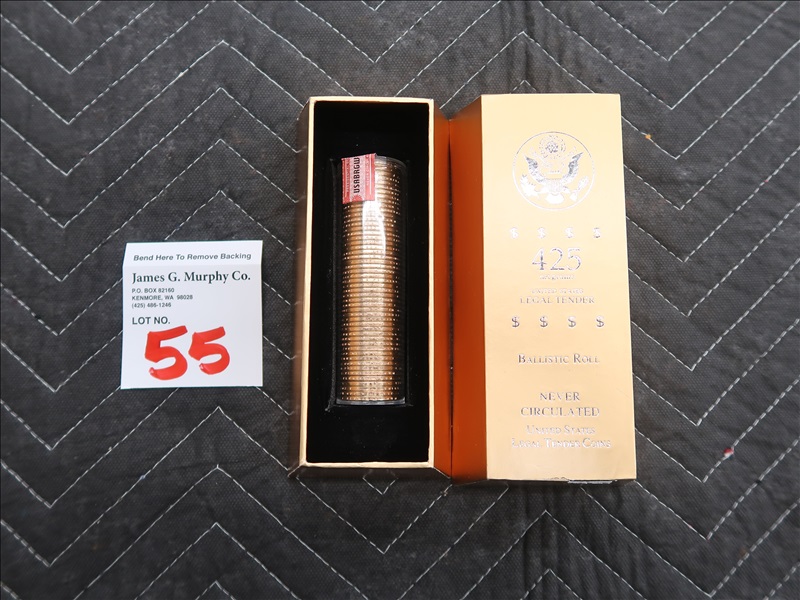 Bend Here To Remove Backing
James G. Murphy Co.
P.O. BOX 82160
KENMORE, WA 98028
(425) 486-1246
LOT NO.
55
USABRGW
$ $ $ $
425
LEGAL TENDER
$ $ $ $
BALLISTIC ROLL
NEVER
CIRCULATED
UNITED STATES
LEGAL TENDER COINS